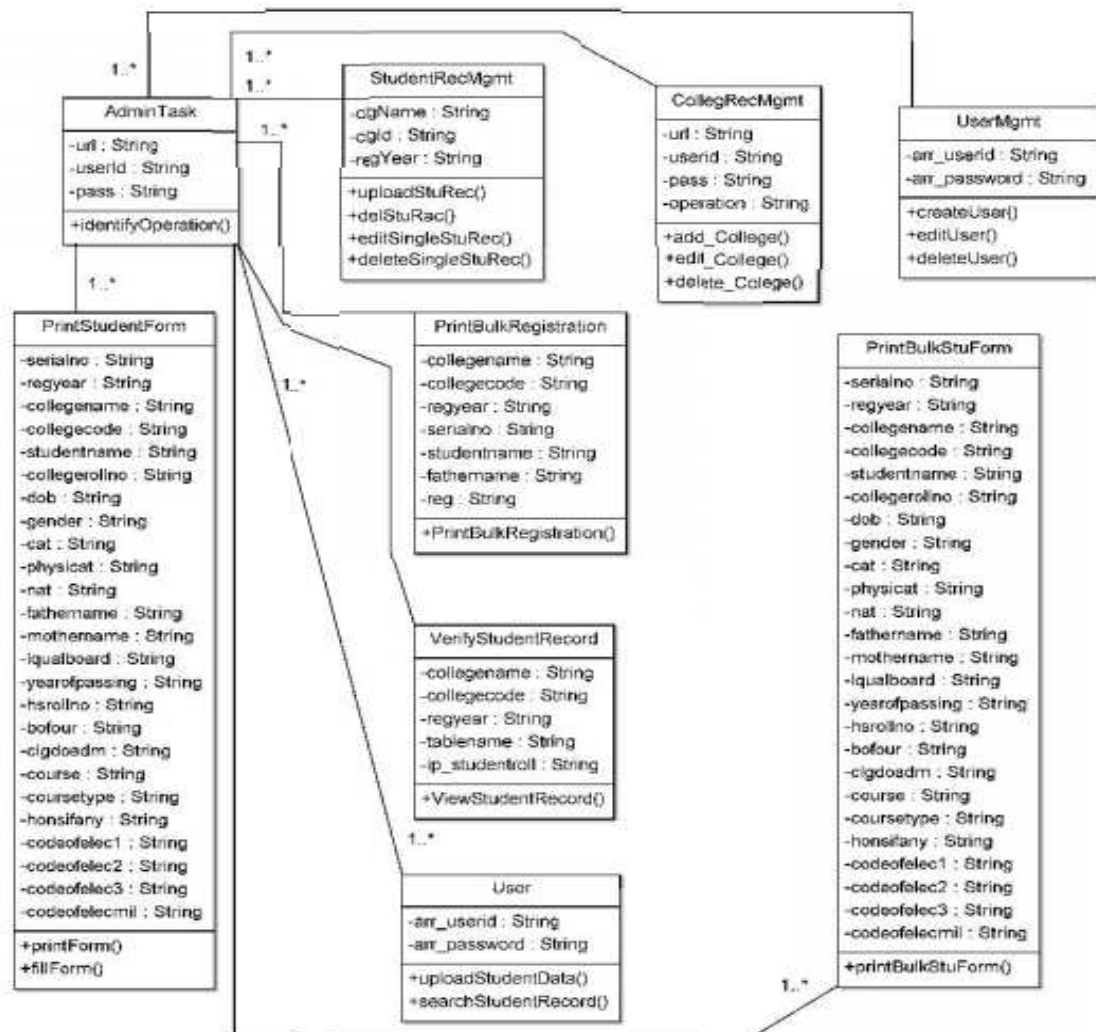 1..*
1..*
1..*
1..*
AdminTask
-url : String
-userId : String
-pass : String
+identifyOperation()
1..*
StudentRecMgmt
-clgName : String
-cgId : String
-regYear : String
+uploadStuRec()
+delStuRac()
+editSingleStuRec()
+deleteSingleStuRec()
CollegRecMgmt
-url : String
-userid : String
-pass : String
-operation : String
+add_College()
+edit_College()
+delete_Colege()
UserMgmt
-arr_userid : String
-arr_password : String
+createUser()
+editUser()
+deleteUser()
PrintStudentForm
-serialno : String
-regyear : String
-collegename : String
-collegecode : String
-studentname : String
-collegerollno : String
-dob : String
-gender : String
-cat : String
-physicat : String
-nat : String
-fathername : String
-mothername : String
-lqualboard : String
-yearofpassing : String
-hsrollno : String
-bofour : String
-clgdoadm : String
-course : String
-coursetype : String
-honsifany : String
-codeofelec1 : String
-codeofelec2 : String
-codeofelec3 : String
-codeofelecmil : String
+printForm()
+fillForm()
1..*
PrintBulkRegistration
-collegename : String
-collegecode : String
-regyear : String
-serialno : String
-studentname : String
-fathername : String
-reg : String
+PrintBulkRegistration()
VerifyStudentRecord
-collegename : String
-collegecode : String
-regyear : String
-tablename : String
-ip_studentroll : String
+ViewStudentRecord()
1..*
User
-arr_userid : String
-arr_password : String
+uploadStudentData()
+searchStudentRecord()
PrintBulkStuForm
-serialno : String
-regyear : String
-collegename : String
-collegecode : String
-studentname : String
-collegerollno : String
-dob : String
-gender : String
-cat : String
-physicat : String
-nat : String
-fathername : String
-mothername : String
-lqualboard : String
-yearofpassing : String
-hsrollno : String
-bofour : String
-clgdoadm : String
-course : String
-coursetype : String
-honsifany : String
-codeofelec1 : String
-codeofelec2 : String
-codeofelec3 : String
-codeofelecmil : String
+printBulkStuForm()
1..*